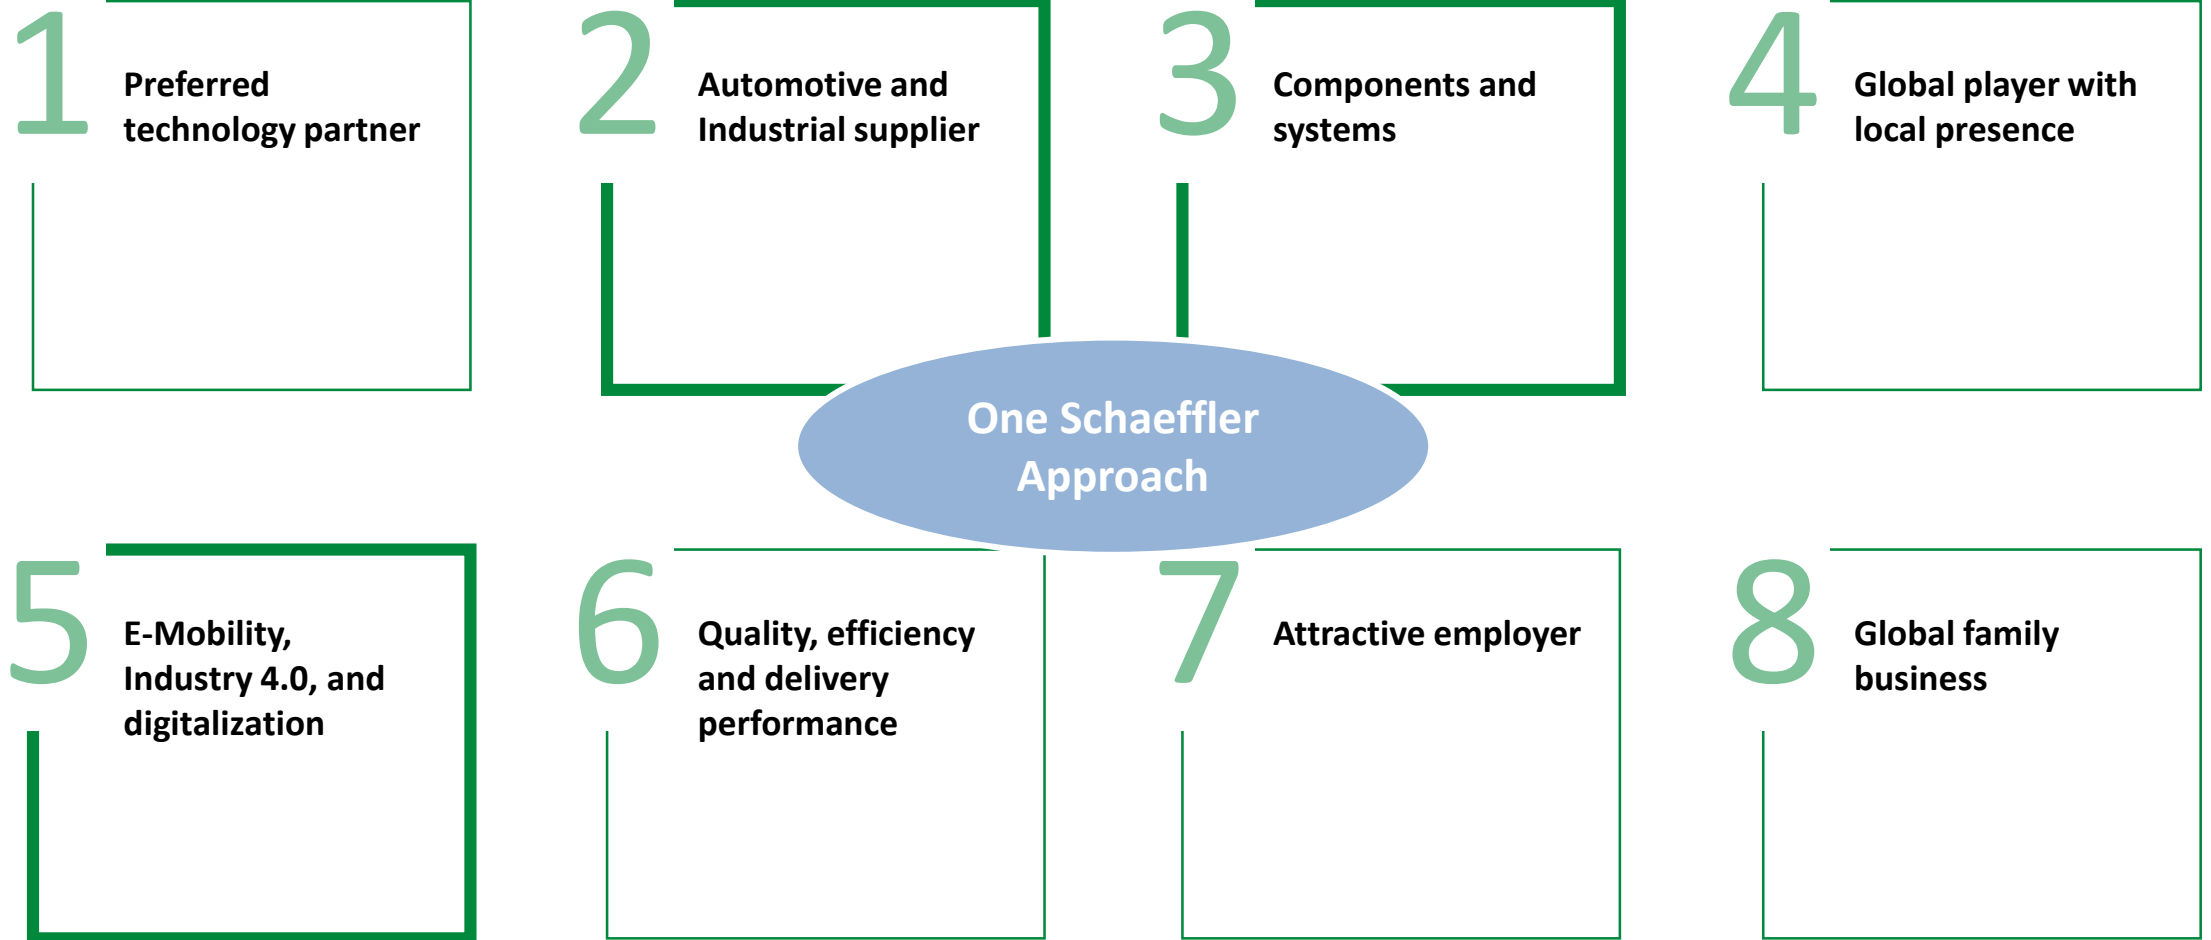 1
Preferred
technology partner
2
Automotive and
Industrial supplier
3
Components and
systems
4
Global player with
local presence
One Schaeffler
Approach
5
E-Mobility,
Industry 4.0, and
digitalization
6
Quality, efficiency
and delivery
performance
7
Attractive employer
8
Global family
business